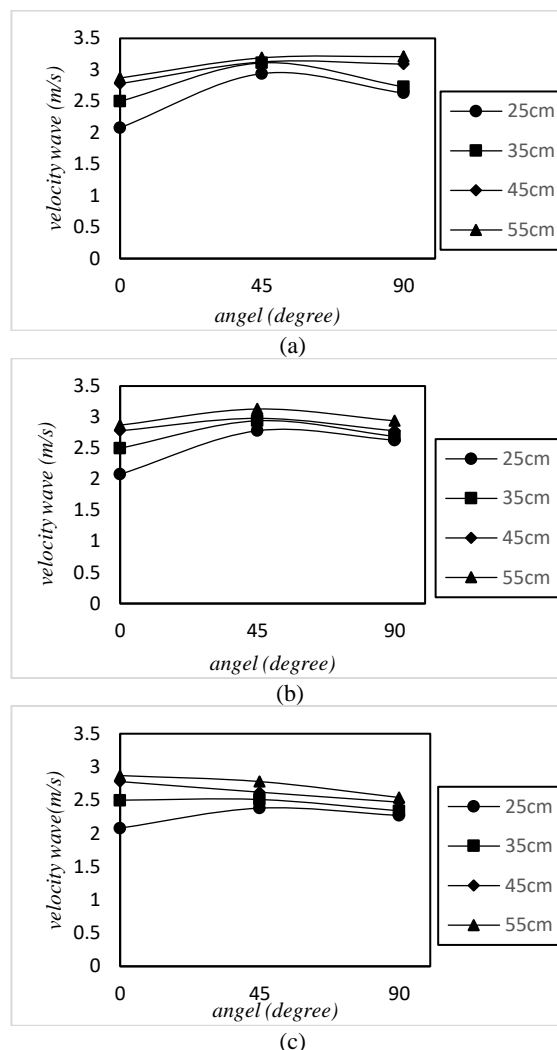 3.5
3
2.5
2
1.5
1
0.5
0
velocity wave (m/s)
0 45 90
angel (degree)
25cm
35cm
45cm
55cm
(a)
3.5
3
2.5
2
1.5
1
0.5
0
velocity wave (m/s)
0 45 90
angel (degree)
25cm
35cm
45cm
55cm
(b)
3.5
3
2.5
2
1.5
1
0.5
0
velocity wave(m/s)
0 45 90
angel (degree)
25cm
35cm
45cm
55cm
(c)